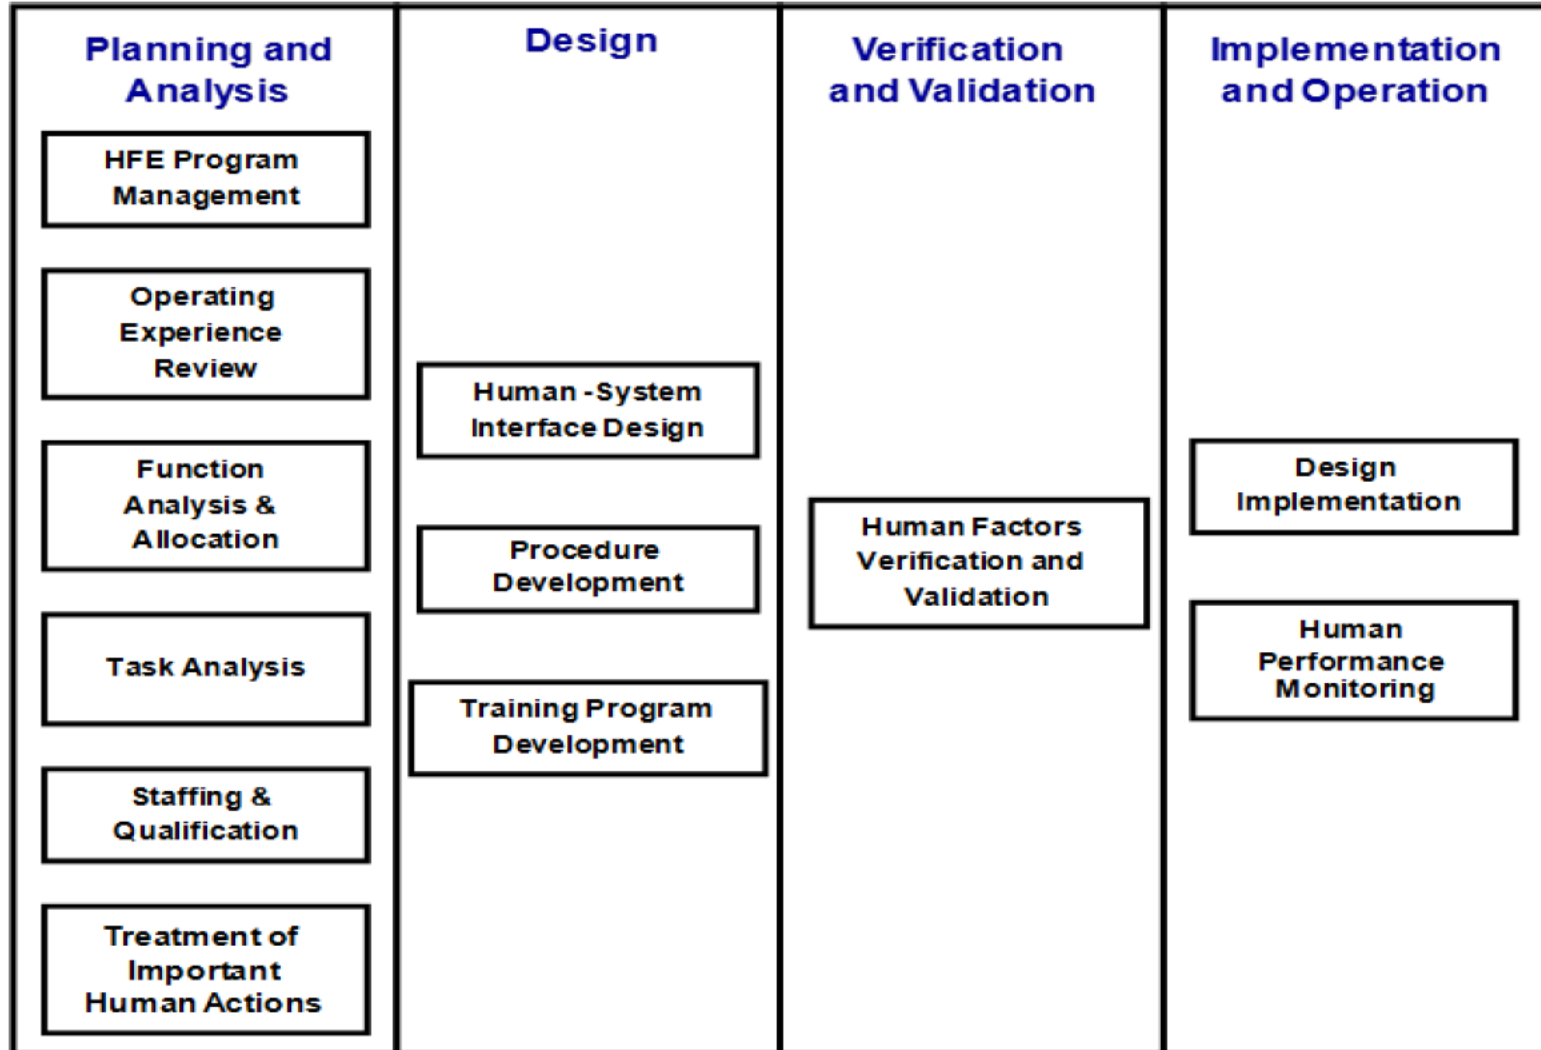 Planning and
Analysis
HFE Program
Management
Operating
Experience
Review
Function
Analysis &
Allocation
Task Analysis
Staffing &
Qualification
Treatment of
Important
Human Actions
Design
Human -System
Interface Design
Procedure
Development
Training Program
Development
Verification
and Validation
Human Factors
Verification and
Validation
Implementation
and Operation
Design
Implementation
Human
Performance
Monitoring